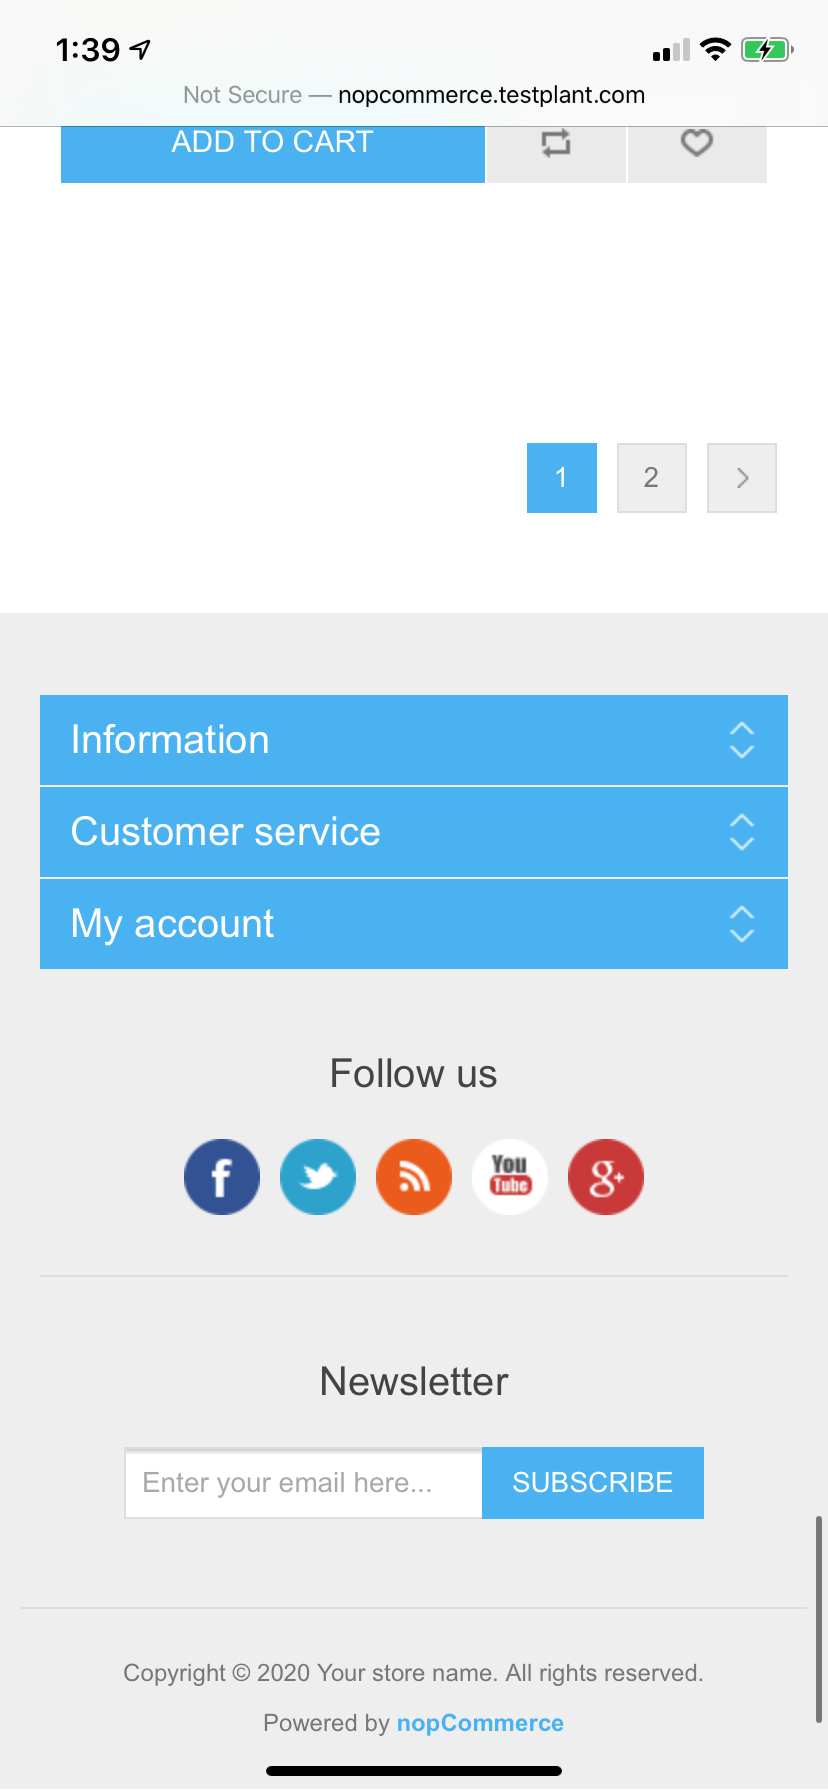 1:39
Not Secure — nopcommerce.testplant.com
ADD TO CART
1 2
Information
Customer service
My account
Follow us
f You Tube g+
Newsletter
Enter your email here... SUBSCRIBE
Copyright © 2020 Your store name. All rights reserved.
Powered by nopCommerce